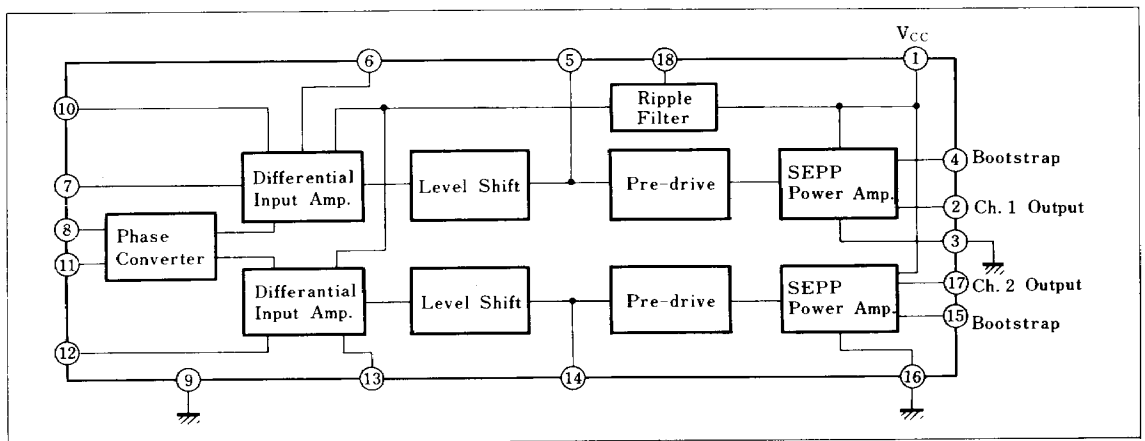 VCC
6
5
18
1
10
Ripple
Filter
4
Bootstrap
Differential
Input Amp.
Level Shift
Pre-drive
SEPP
Power Amp.
7
2
Ch. 1 Output
8
Phase
Converter
3
11
Differantial
Input Amp.
Level Shift
Pre-drive
SEPP
Power Amp.
17
Ch. 2 Output
15
Bootstrap
12
9
13
14
16